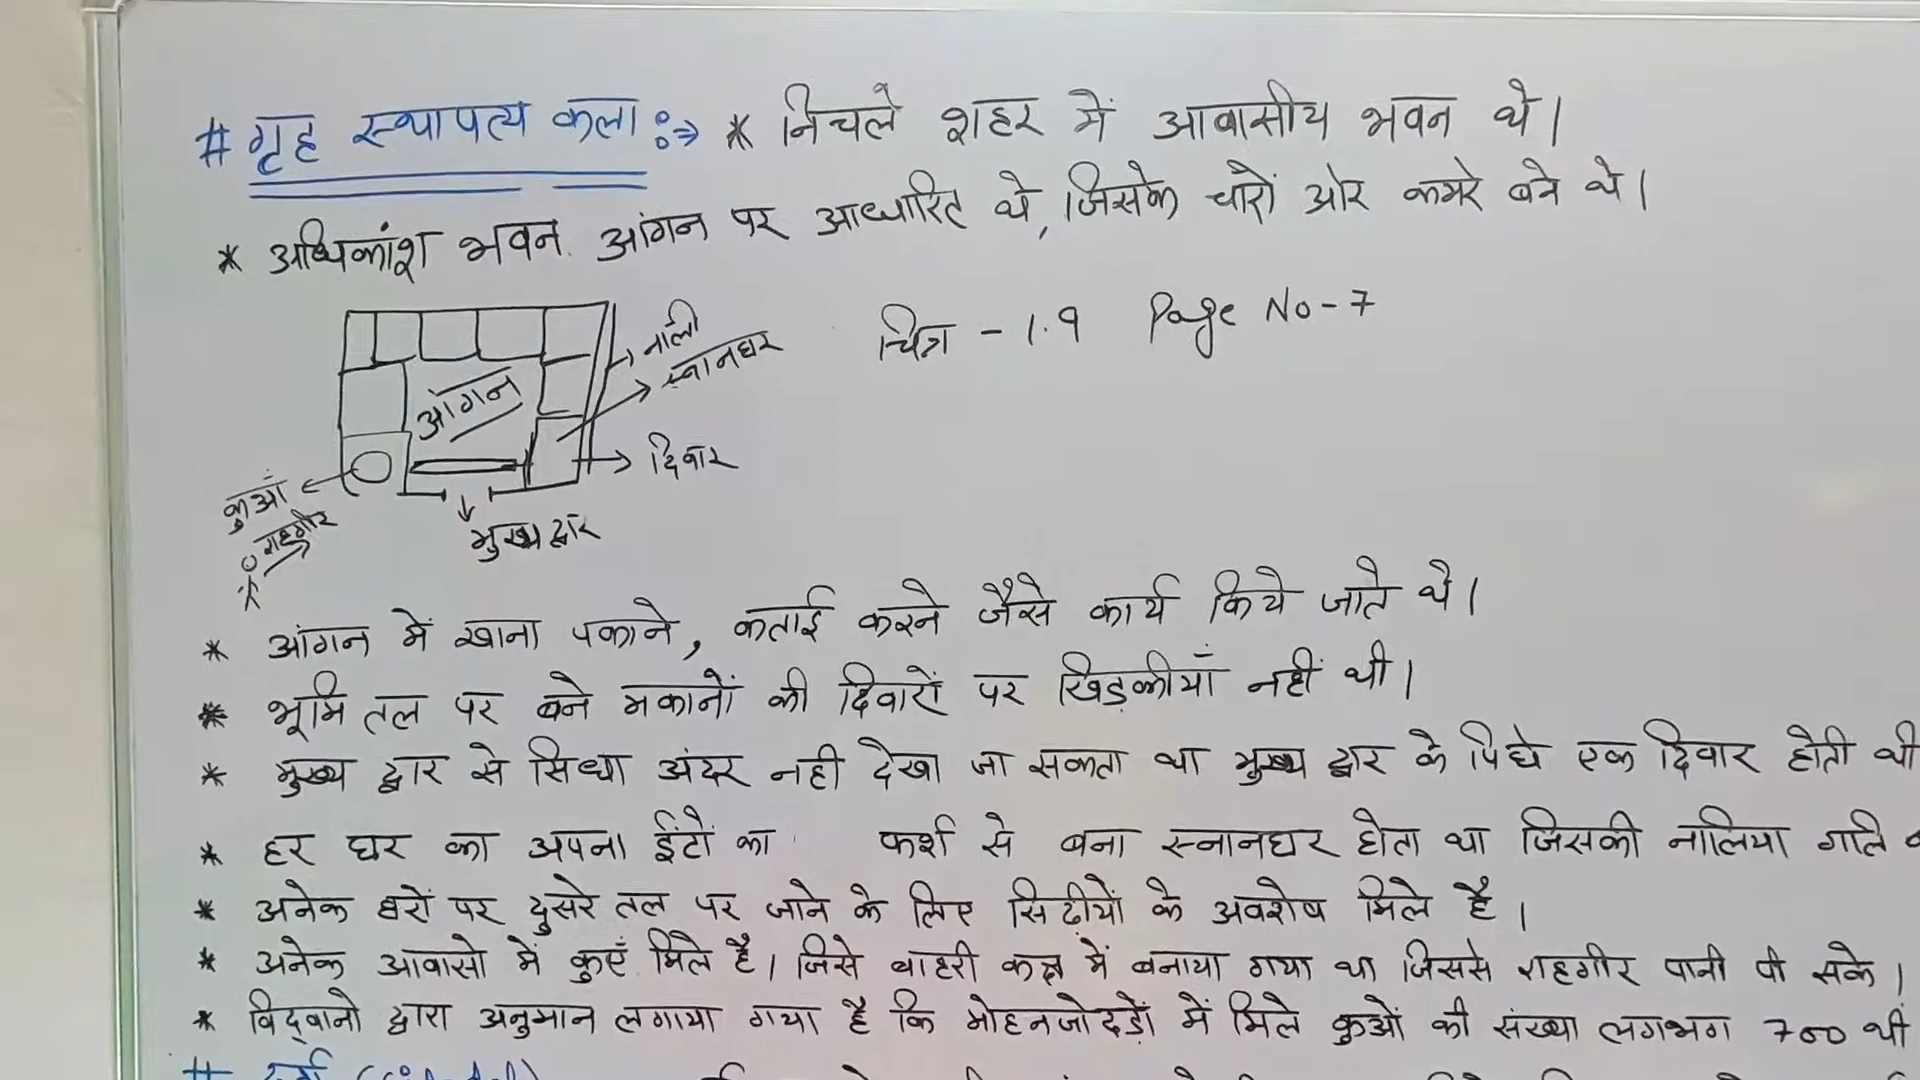 # गृह स्थापत्य कला :⇒ * निचले शहर में आवासीय भवन थे।
* अधिकांश भवन आंगन पर आधारित थे, जिसके चारों ओर कमरे बने थे।
चित्र - 1.9 Page No - 7
नाली
स्नानघर
आंगन
दिवार
कुआँ
राहगीर
मुख्य द्वार
* आंगन में खाना पकाने, कताई करने जैसे कार्य किये जाते थे।
* भूमि तल पर बने मकानों की दिवारों पर खिड़कीयाँ नहीं थी।
* मुख्य द्वार से सिधा अंदर नही देखा जा सकता था मुख्य द्वार के पिछे एक दिवार होती थी
* हर घर का अपना ईंटों का फर्श से बना स्नानघर होता था जिसकी नालिया गलि
* अनेक घरों पर दुसरे तल पर जाने के लिए सिढीयों के अवशेष मिले है।
* अनेक आवासो में कुएं मिले है। जिसे बाहरी कक्ष में बनाया गया था जिससे राहगीर पानी पी सके।
* विद्वानो द्वारा अनुमान लगाया गया है कि मोहनजोदड़ों में मिले कुओं की संख्या लगभग 700 थी